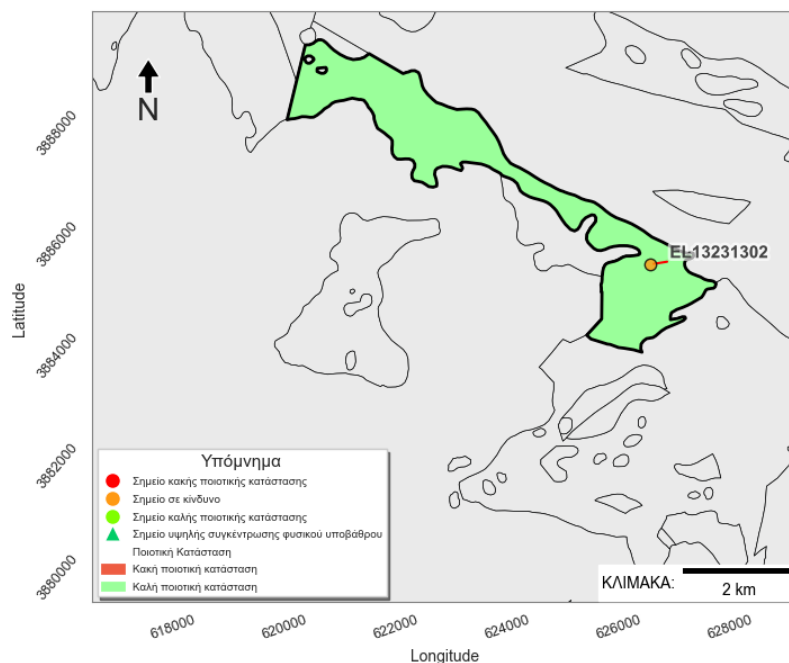 N
3888000
3886000
3884000
3882000
3880000
Latitude
EL13231302
Υπόμνημα
Σημείο κακής ποιοτικής κατάστασης
Σημείο σε κίνδυνο
Σημείο καλής ποιοτικής κατάστασης
Σημείο υψηλής συγκέντρωσης φυσικού υποβάθρου
Ποιοτική Κατάσταση
Κακή ποιοτική κατάσταση
Καλή ποιοτική κατάσταση
ΚΛΙΜΑΚΑ:
2 km
618000
620000
622000
624000
626000
628000
Longitude